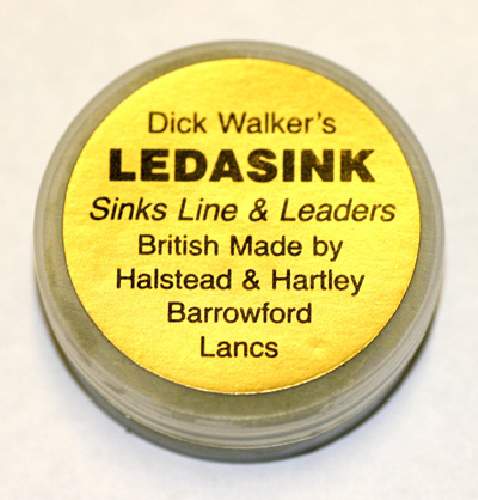 Dick Walker's
LEDASINK
Sinks Line & Leaders
British Made by
Halstead & Hartley
Barrowford
Lancs